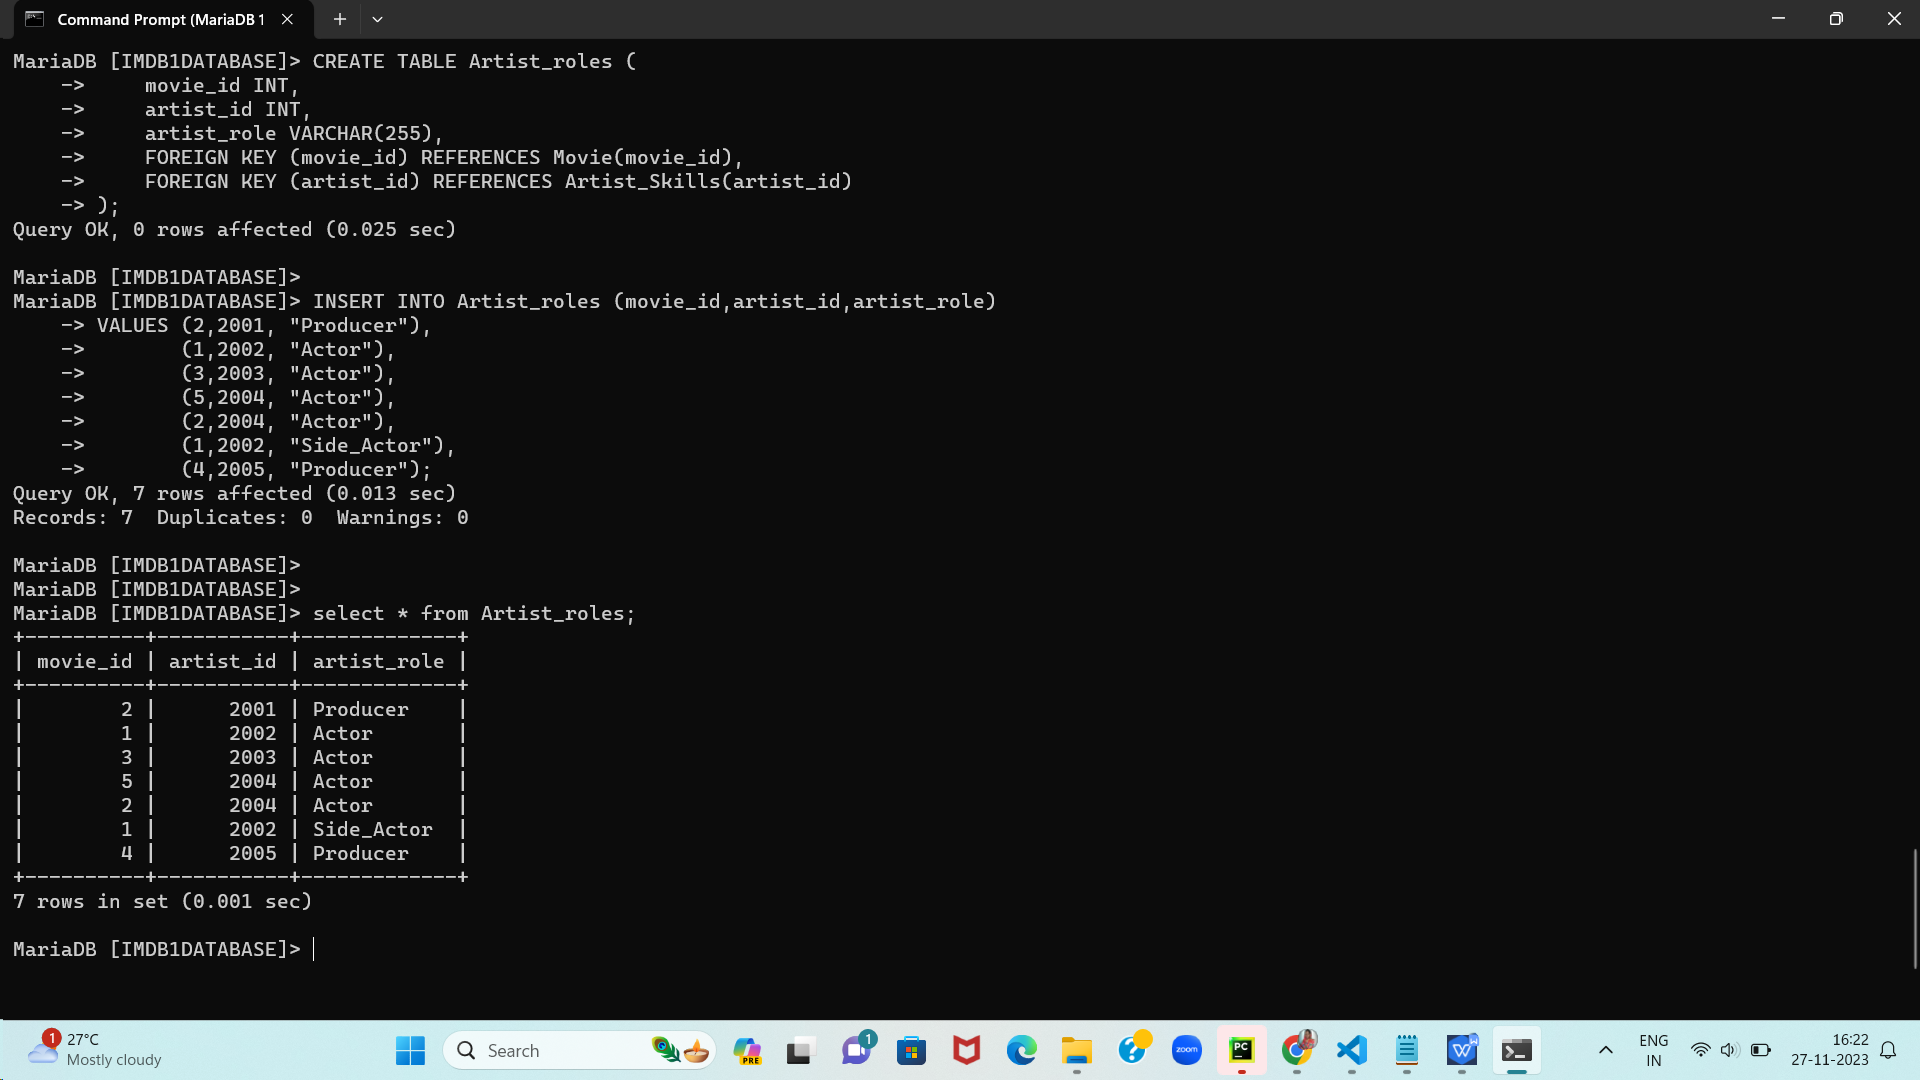 Command Prompt (MariaDB 1
MariaDB [IMDB1DATABASE]> CREATE TABLE Artist_roles (
    ->     movie_id INT,
    ->     artist_id INT,
    ->     artist_role VARCHAR(255),
    ->     FOREIGN KEY (movie_id) REFERENCES Movie(movie_id),
    ->     FOREIGN KEY (artist_id) REFERENCES Artist_Skills(artist_id)
    -> );
Query OK, 0 rows affected (0.025 sec)
MariaDB [IMDB1DATABASE]>
MariaDB [IMDB1DATABASE]> INSERT INTO Artist_roles (movie_id,artist_id,artist_role)
    -> VALUES (2,2001, "Producer"),
    ->        (1,2002, "Actor"),
    ->        (3,2003, "Actor"),
    ->        (5,2004, "Actor"),
    ->        (2,2004, "Actor"),
    ->        (1,2002, "Side_Actor"),
    ->        (4,2005, "Producer");
Query OK, 7 rows affected (0.013 sec)
Records: 7  Duplicates: 0  Warnings: 0
MariaDB [IMDB1DATABASE]>
MariaDB [IMDB1DATABASE]>
MariaDB [IMDB1DATABASE]> select * from Artist_roles;
+----------+-----------+-------------+
| movie_id | artist_id | artist_role |
+----------+-----------+-------------+
|        2 |      2001 | Producer    |
|        1 |      2002 | Actor       |
|        3 |      2003 | Actor       |
|        5 |      2004 | Actor       |
|        2 |      2004 | Actor       |
|        1 |      2002 | Side_Actor  |
|        4 |      2005 | Producer    |
+----------+-----------+-------------+
7 rows in set (0.001 sec)
MariaDB [IMDB1DATABASE]>
1
27°C
Mostly cloudy
Search
PRE
1
zoom
PC
W
ENG
IN
16:22
27-11-2023